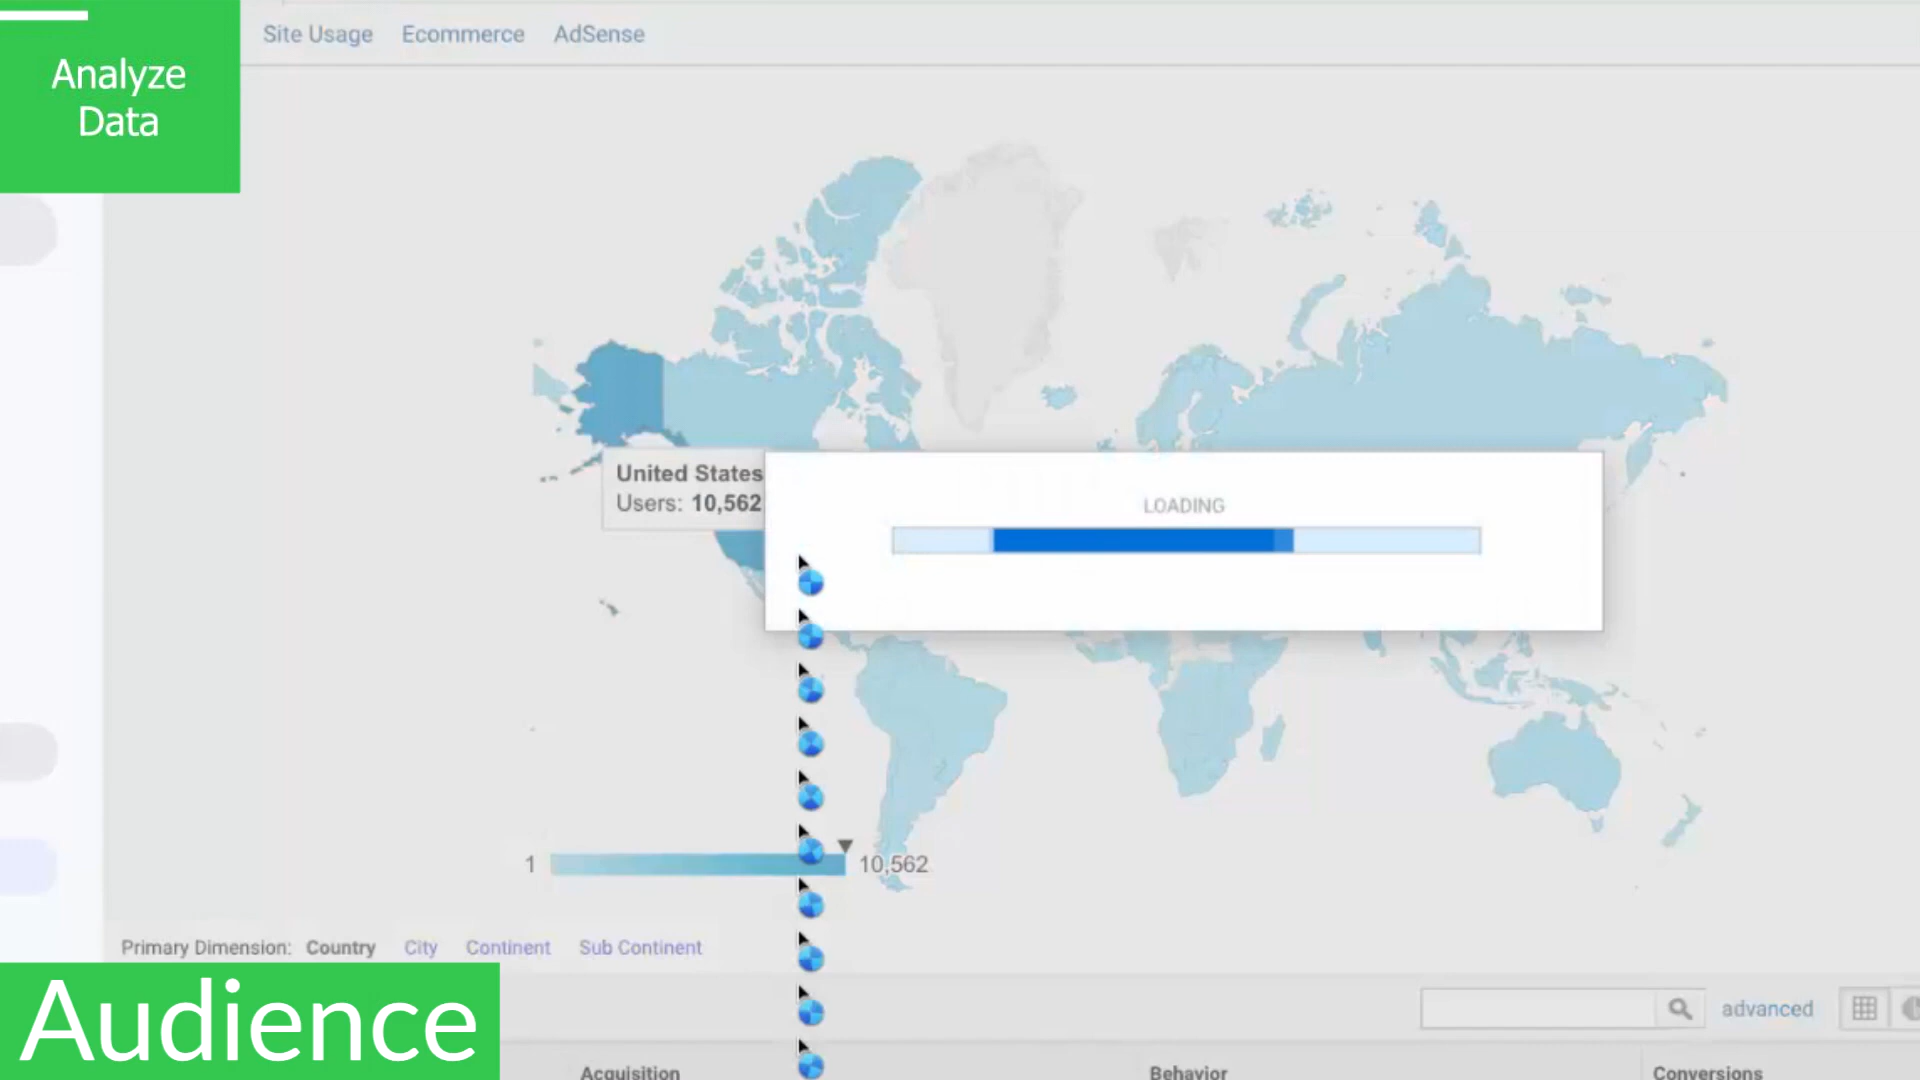 Site Usage Ecommerce AdSense
Analyze
Data
United States
Users: 10,562
LOADING
1 10,562
Primary Dimension: Country City Continent Sub Continent
Audience
advanced
Acquisition Behavior Conversions